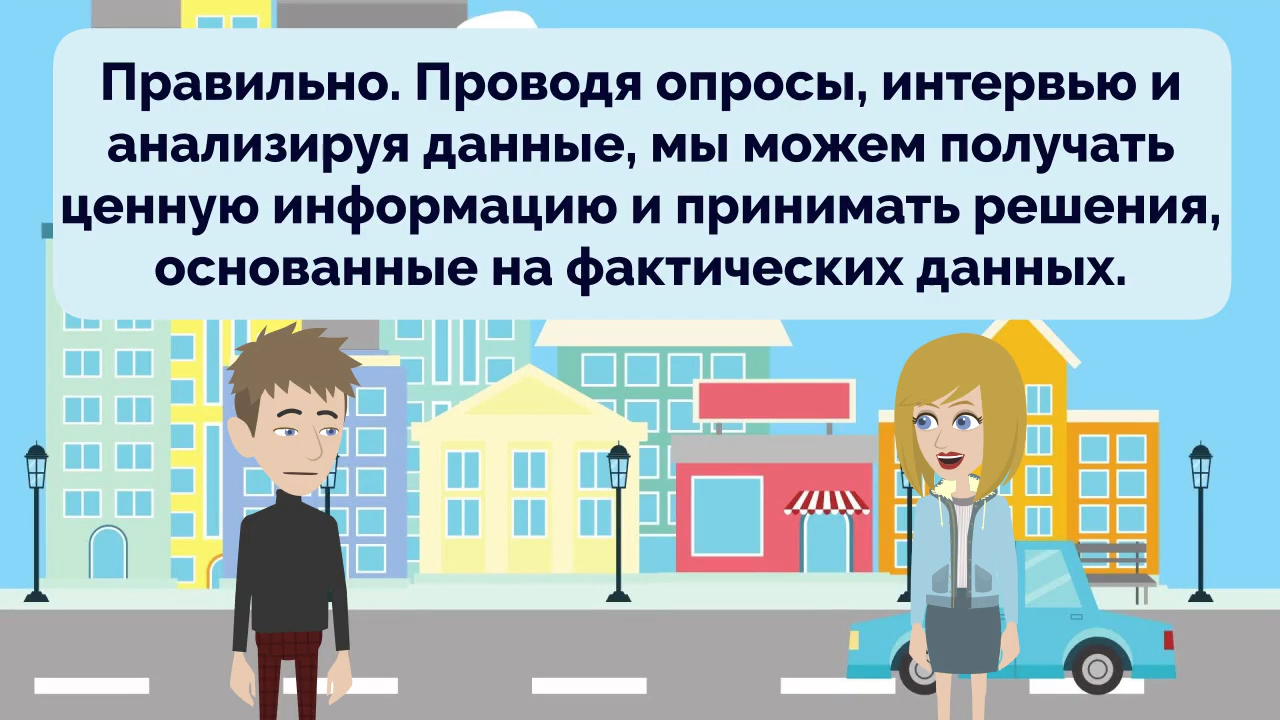 Правильно. Проводя опросы, интервью и
анализируя данные, мы можем получать
ценную информацию и принимать решения,
основанные на фактических данных.